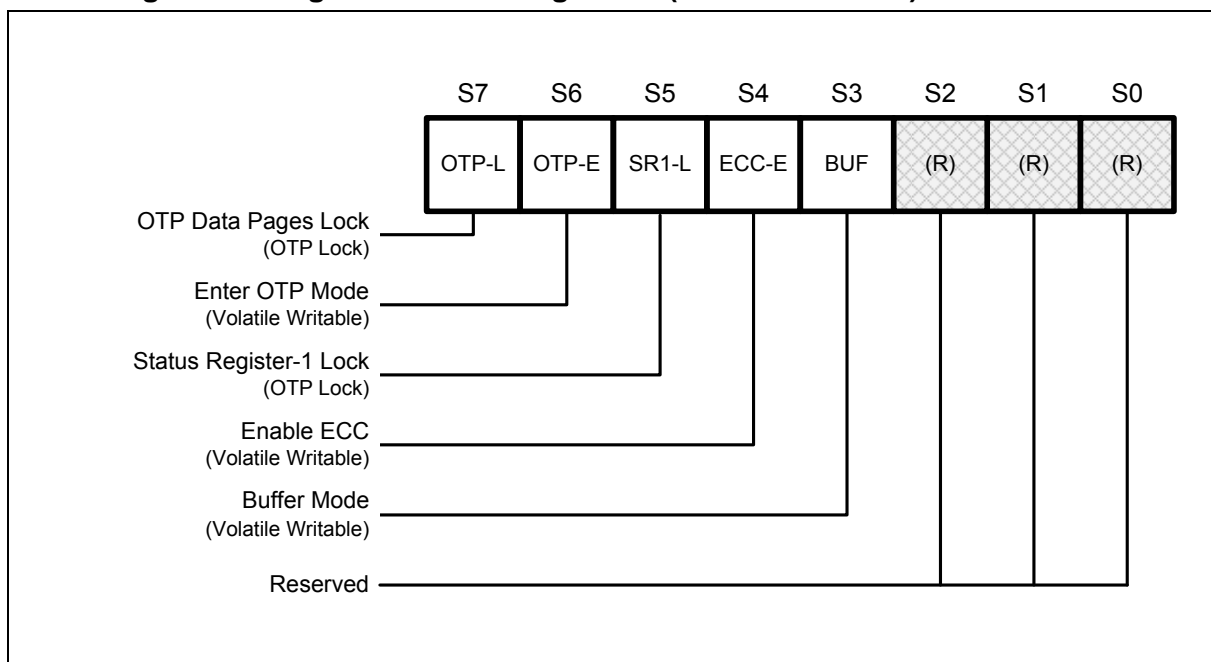 S7 S6 S5 S4 S3 S2 S1 S0
OTP-L OTP-E SR1-L ECC-E BUF (R) (R) (R)
OTP Data Pages Lock
(OTP Lock)
Enter OTP Mode
(Volatile Writable)
Status Register-1 Lock
(OTP Lock)
Enable ECC
(Volatile Writable)
Buffer Mode
(Volatile Writable)
Reserved